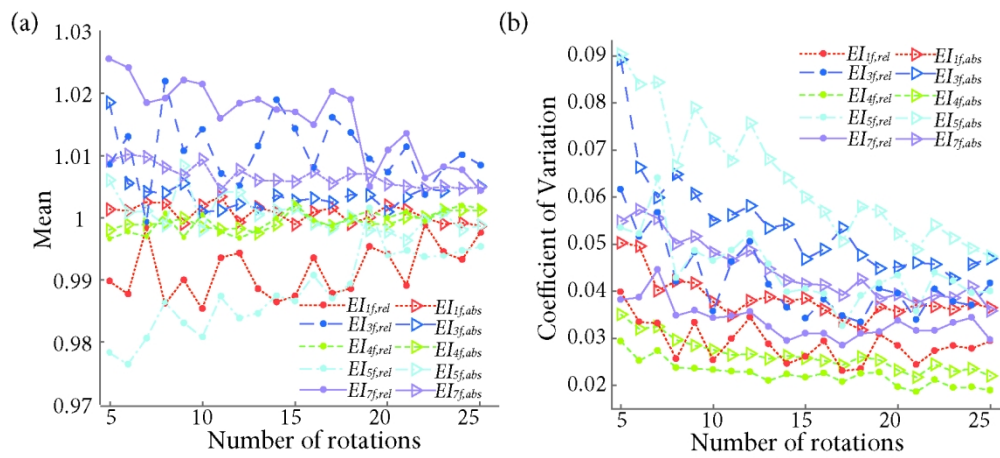 (a)
1.03
1.02
1.01
1
0.99
0.98
0.97
Mean
5 10 15 20 25
Number of rotations
EI1f,rel EI1f,abs
EI3f,rel EI3f,abs
EI4f,rel EI4f,abs
EI5f,rel EI5f,abs
EI7f,rel EI7f,abs
(b)
0.09
0.08
0.07
0.06
0.05
0.04
0.03
0.02
Coefficient of Variation
5 10 15 20 25
Number of rotations
EI1f,rel EI1f,abs
EI3f,rel EI3f,abs
EI4f,rel EI4f,abs
EI5f,rel EI5f,abs
EI7f,rel EI7f,abs